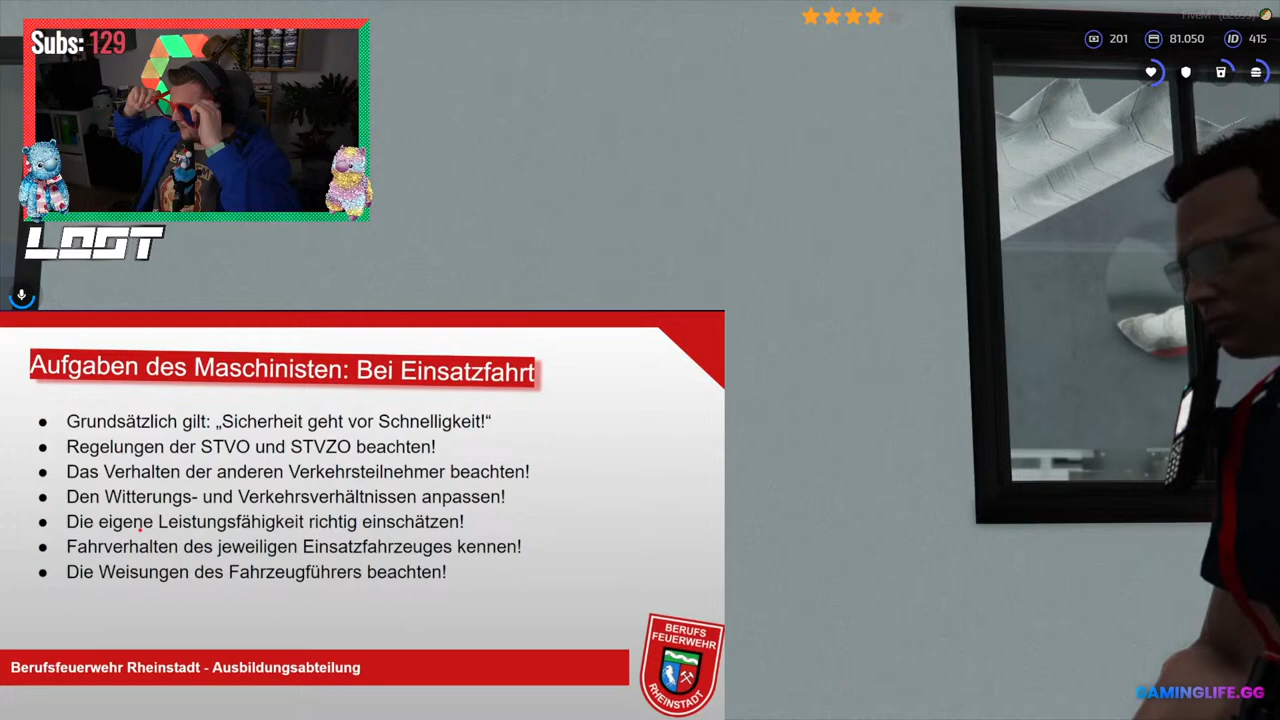 Subs: 129
201
81.050
ID
415
LOGT
Aufgaben des Maschinisten: Bei Einsatzfahrt
● Grundsätzlich gilt: „Sicherheit geht vor Schnelligkeit!“
● Regelungen der STVO und STVZO beachten!
● Das Verhalten der anderen Verkehrsteilnehmer beachten!
● Den Witterungs- und Verkehrsverhältnissen anpassen!
● Die eigene Leistungsfähigkeit richtig einschätzen!
● Fahrverhalten des jeweiligen Einsatzfahrzeuges kennen!
● Die Weisungen des Fahrzeugführers beachten!
Berufsfeuerwehr Rheinstadt - Ausbildungsabteilung
BERUFS
FEUERWEHR
RHEINSTADT
GAMINGLIFE.GG